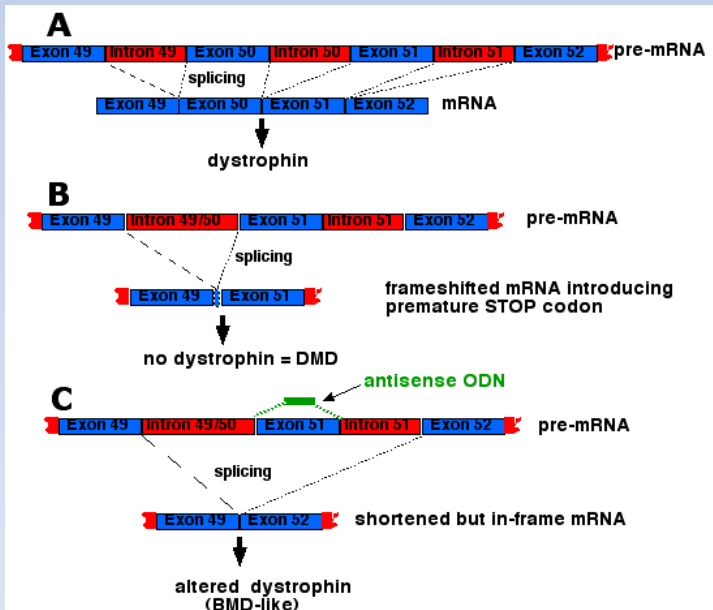 A
Exon 49 Intron 49 Exon 50 Intron 50 Exon 51 Intron 51 Exon 52 pre-mRNA
splicing
Exon 49 Exon 50 Exon 51 Exon 52 mRNA
dystrophin
B
Exon 49 Intron 49/50 Exon 51 Intron 51 Exon 52 pre-mRNA
splicing
Exon 49 Exon 51
frameshifted mRNA introducing
premature STOP codon
no dystrophin = DMD
antisense ODN
C
Exon 49 Intron 49/50 Exon 51 Intron 51 Exon 52 pre-mRNA
splicing
Exon 49 Exon 52 shortened but in-frame mRNA
altered dystrophin
(BMD-like)